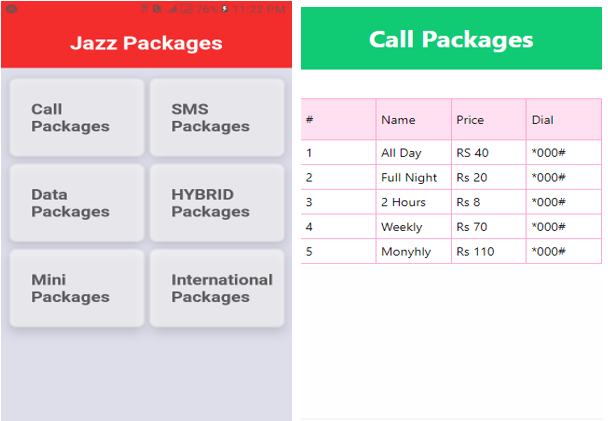 76% 11:22 PM
Jazz Packages
Call
Packages
SMS
Packages
Data
Packages
HYBRID
Packages
Mini
Packages
International
Packages
Call Packages
# Name Price Dial
1 All Day RS 40 *000#
2 Full Night Rs 20 *000#
3 2 Hours Rs 8 *000#
4 Weekly Rs 70 *000#
5 Monyhly Rs 110 *000#